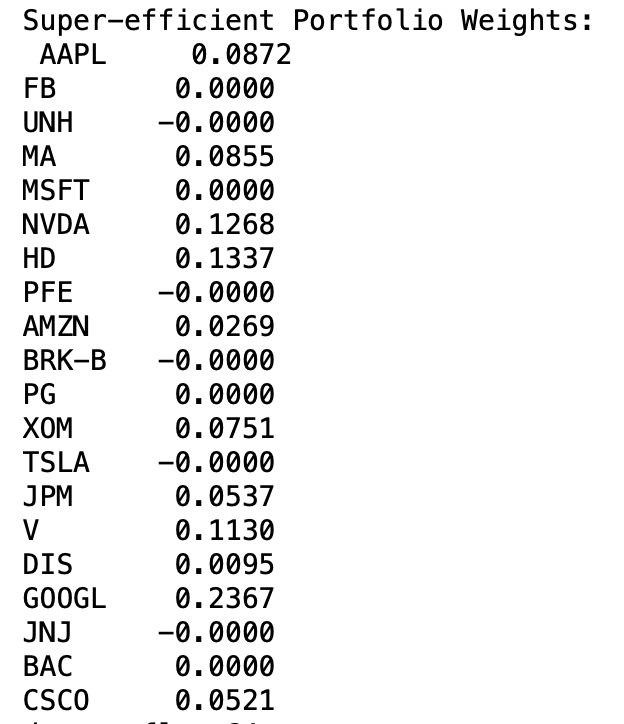 Super-efficient Portfolio Weights:
AAPL 0.0872
FB 0.0000
UNH -0.0000
MA 0.0855
MSFT 0.0000
NVDA 0.1268
HD 0.1337
PFE -0.0000
AMZN 0.0269
BRK-B -0.0000
PG 0.0000
XOM 0.0751
TSLA -0.0000
JPM 0.0537
V 0.1130
DIS 0.0095
GOOGL 0.2367
JNJ -0.0000
BAC 0.0000
CSCO 0.0521